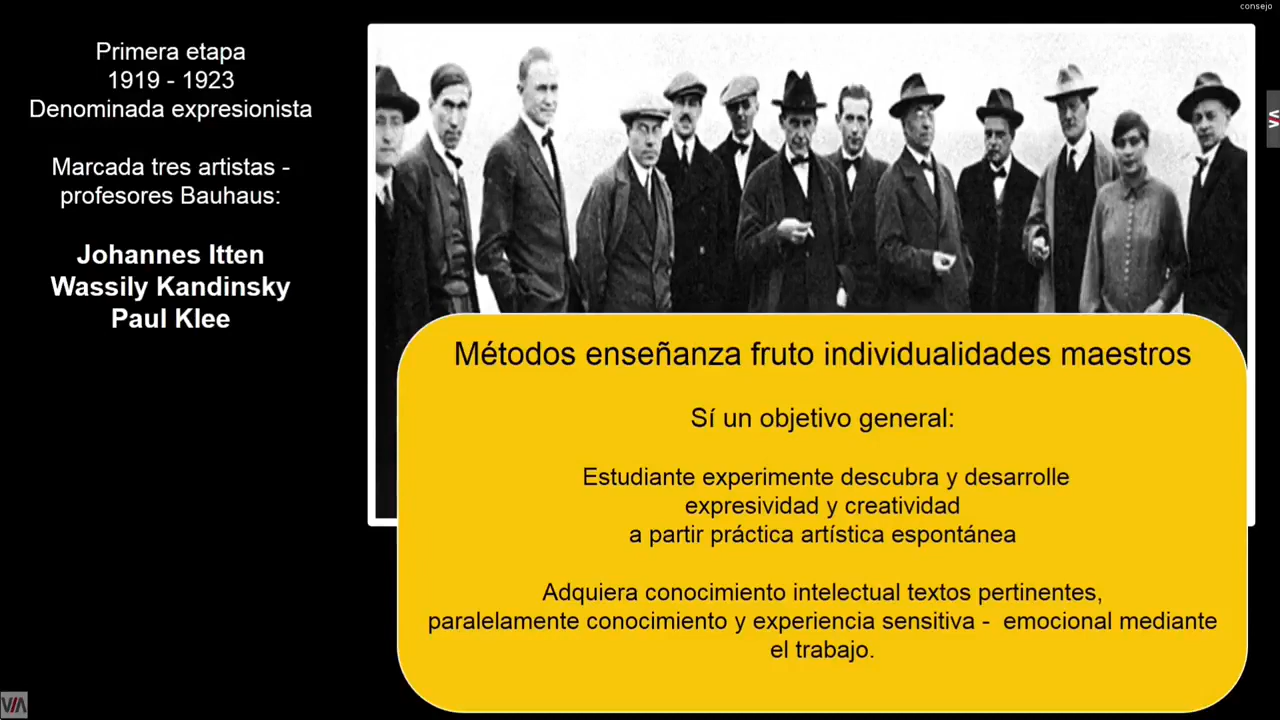 consejo
Primera etapa
1919 - 1923
Denominada expresionista
Marcada tres artistas -
profesores Bauhaus:
Johannes Itten
Wassily Kandinsky
Paul Klee
Métodos enseñanza fruto individualidades maestros
Sí un objetivo general:
Estudiante experimente descubra y desarrolle
expresividad y creatividad
a partir práctica artística espontánea
Adquiera conocimiento intelectual textos pertinentes,
paralelamente conocimiento y experiencia sensitiva - emocional mediante
el trabajo.
VIA